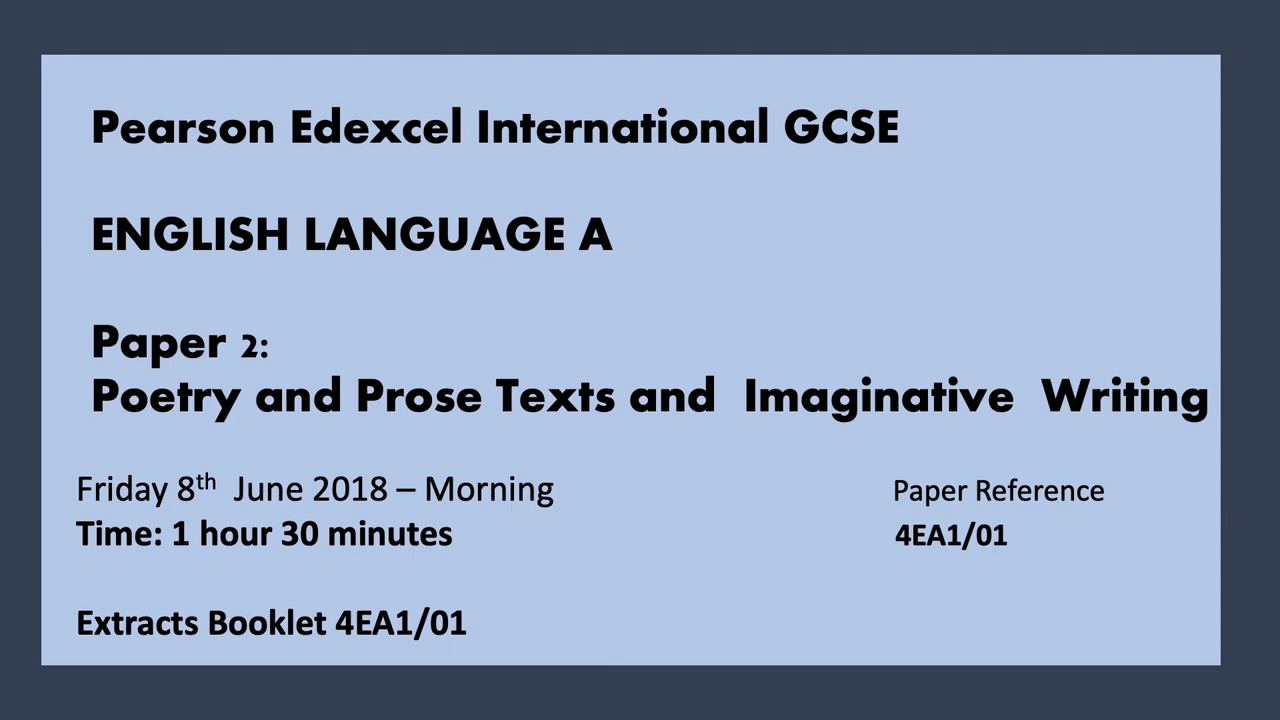 Pearson Edexcel International GCSE
ENGLISH LANGUAGE A
Paper 2:
Poetry and Prose Texts and Imaginative Writing
Friday 8th June 2018 – Morning
Paper Reference
Time: 1 hour 30 minutes
4EA1/01
Extracts Booklet 4EA1/01